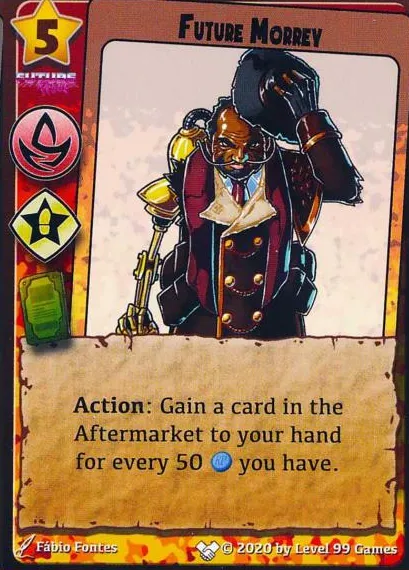 5
FUTURE MORREY
FUTURE
Action: Gain a card in the
Aftermarket to your hand
for every 50 you have.
Fábio Fontes
© 2020 by Level 99 Games